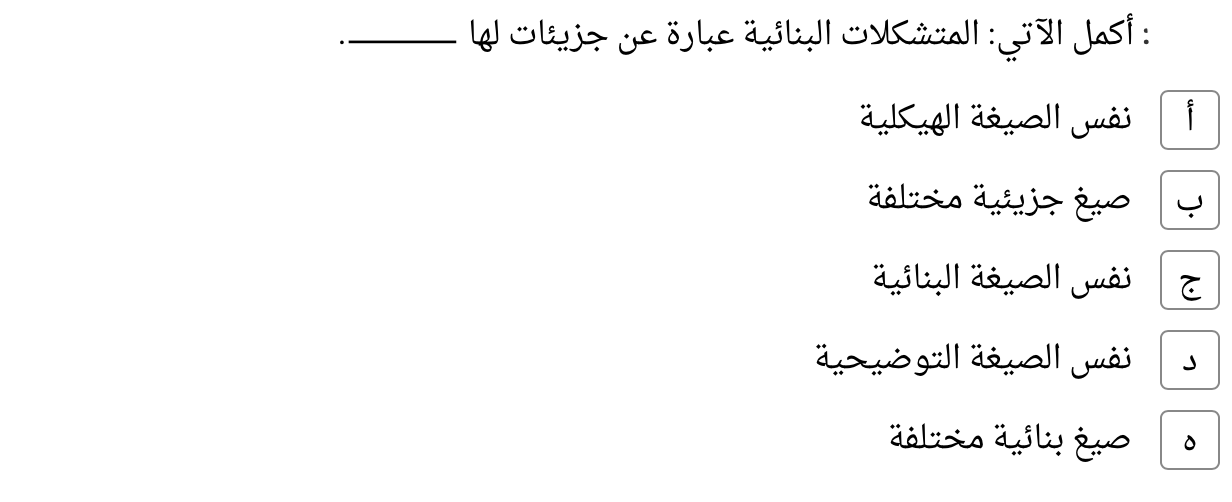 : أكمل الآتي: المتشكلات البنائية عبارة عن جزيئات لها ______.
أ نفس الصيغة الهيكلية
ب صيغ جزيئية مختلفة
ج نفس الصيغة البنائية
د نفس الصيغة التوضيحية
ه صيغ بنائية مختلفة